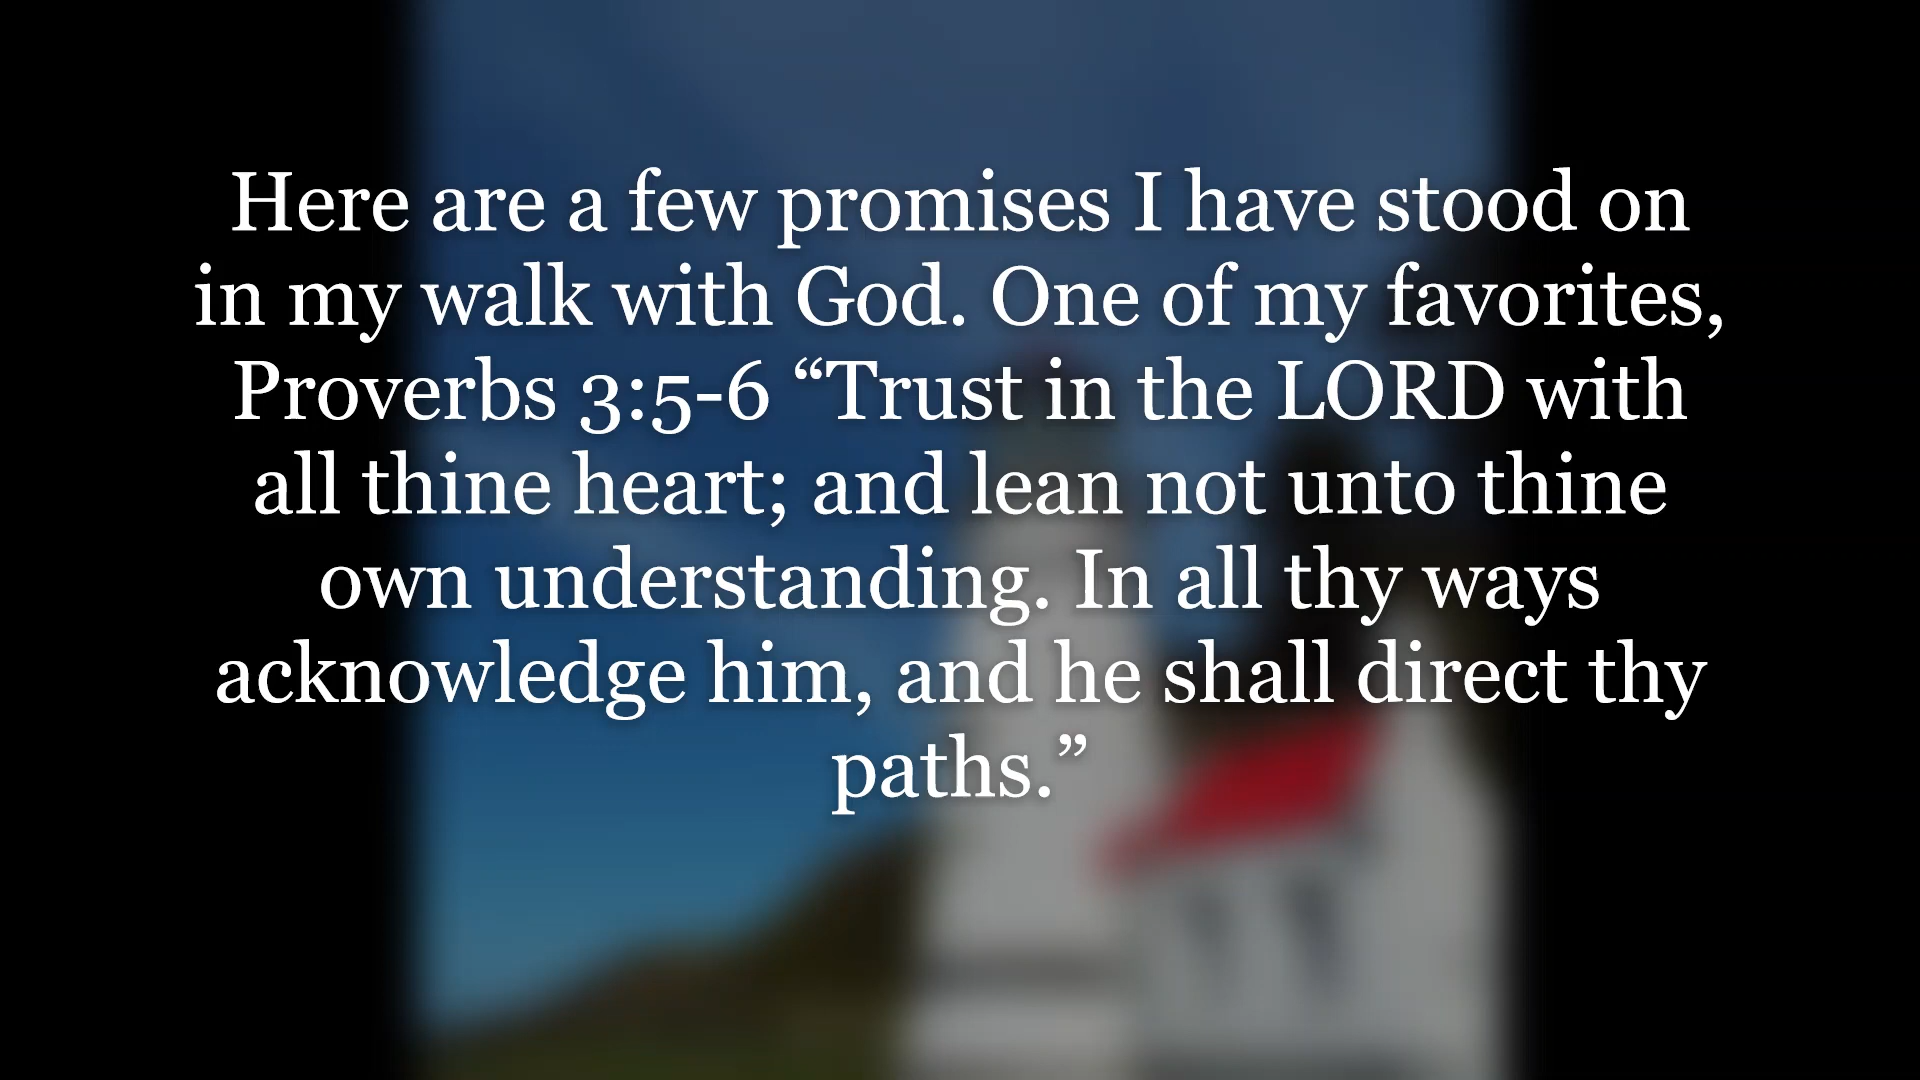 Here are a few promises I have stood on
in my walk with God. One of my favorites,
Proverbs 3:5-6 “Trust in the LORD with
all thine heart; and lean not unto thine
own understanding. In all thy ways
acknowledge him, and he shall direct thy
paths.”